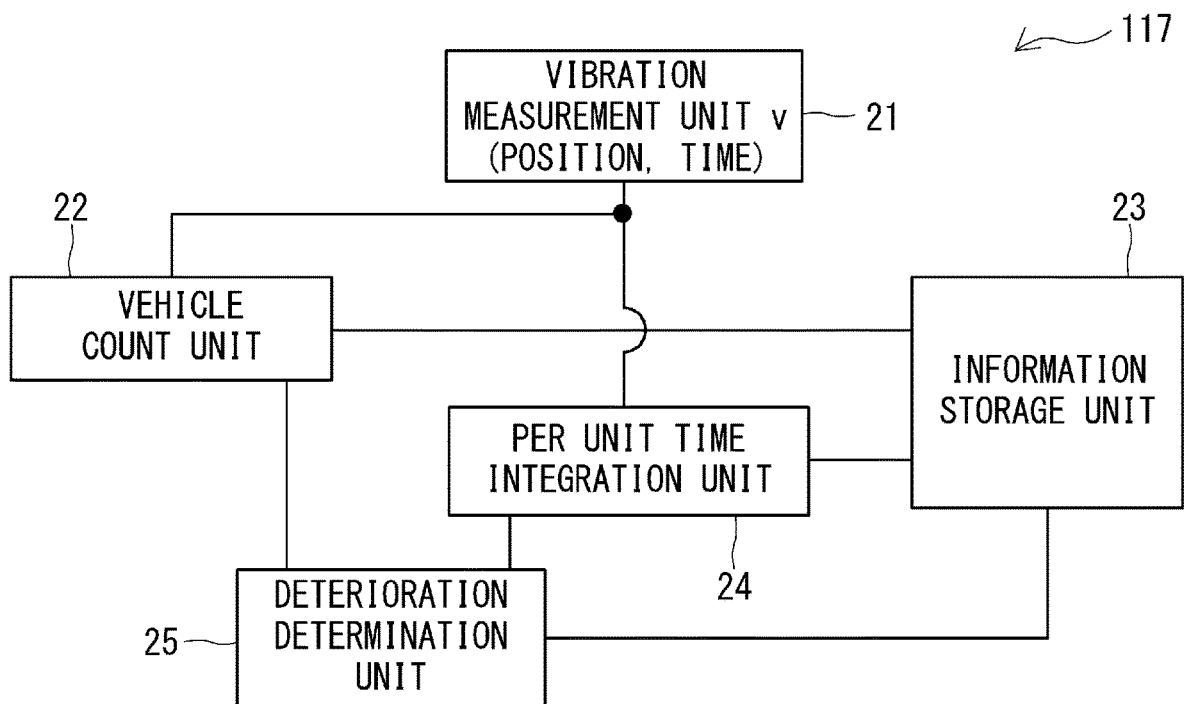 117
VIBRATION
MEASUREMENT UNIT v
(POSITION, TIME)
21
22
23
VEHICLE
COUNT UNIT
INFORMATION
STORAGE UNIT
PER UNIT TIME
INTEGRATION UNIT
24
DETERIORATION
DETERMINATION
UNIT
25